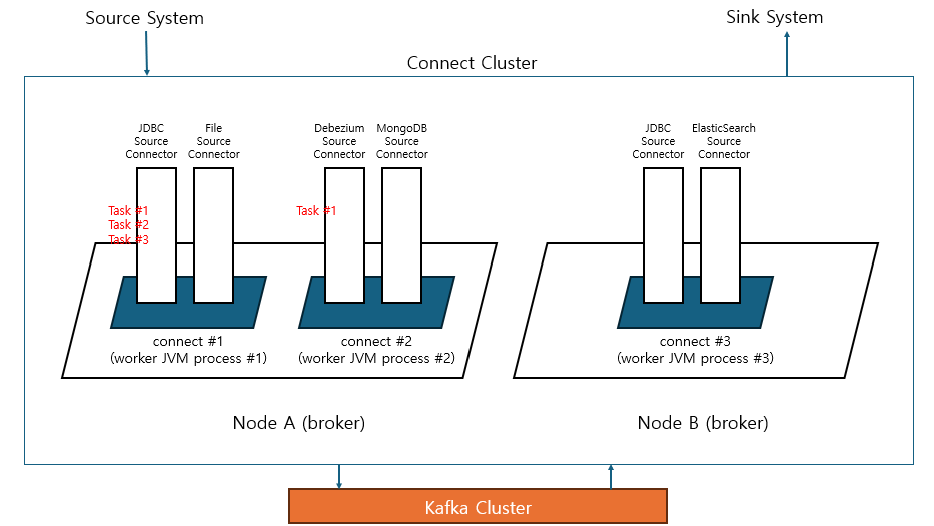 Source System
Sink System
Connect Cluster
JDBC
Source
Connector
File
Source
Connector
Debezium
Source
Connector
MongoDB
Source
Connector
JDBC
Source
Connector
ElasticSearch
Source
Connector
Task #1
Task #2
Task #3
Task #1
connect #1
(worker JVM process #1)
connect #2
(worker JVM process #2)
connect #3
(worker JVM process #3)
Node A (broker)
Node B (broker)
Kafka Cluster